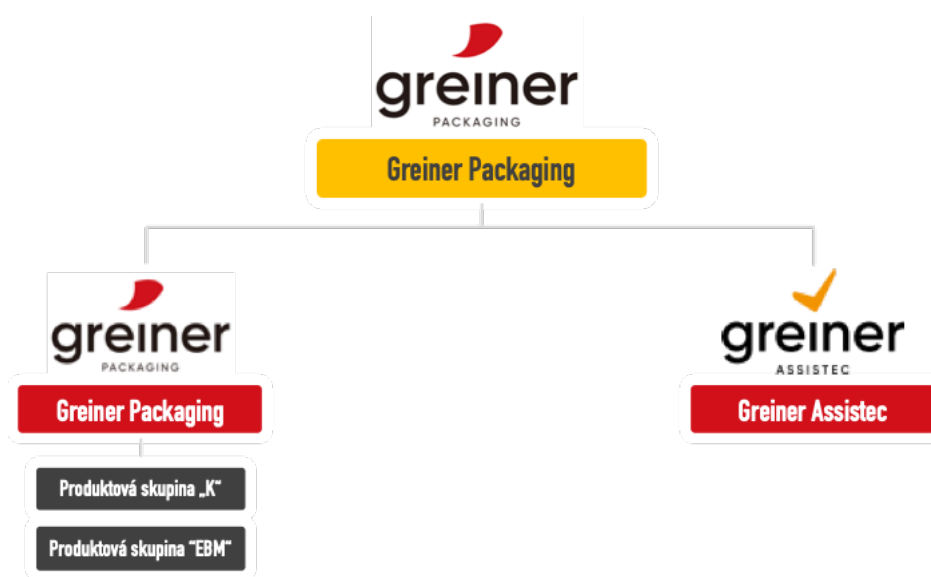 greiner
PACKAGING
Greiner Packaging
greiner
PACKAGING
Greiner Packaging
Produktová skupina „K“
Produktová skupina “EBM”
greiner
ASSISTEC
Greiner Assistec